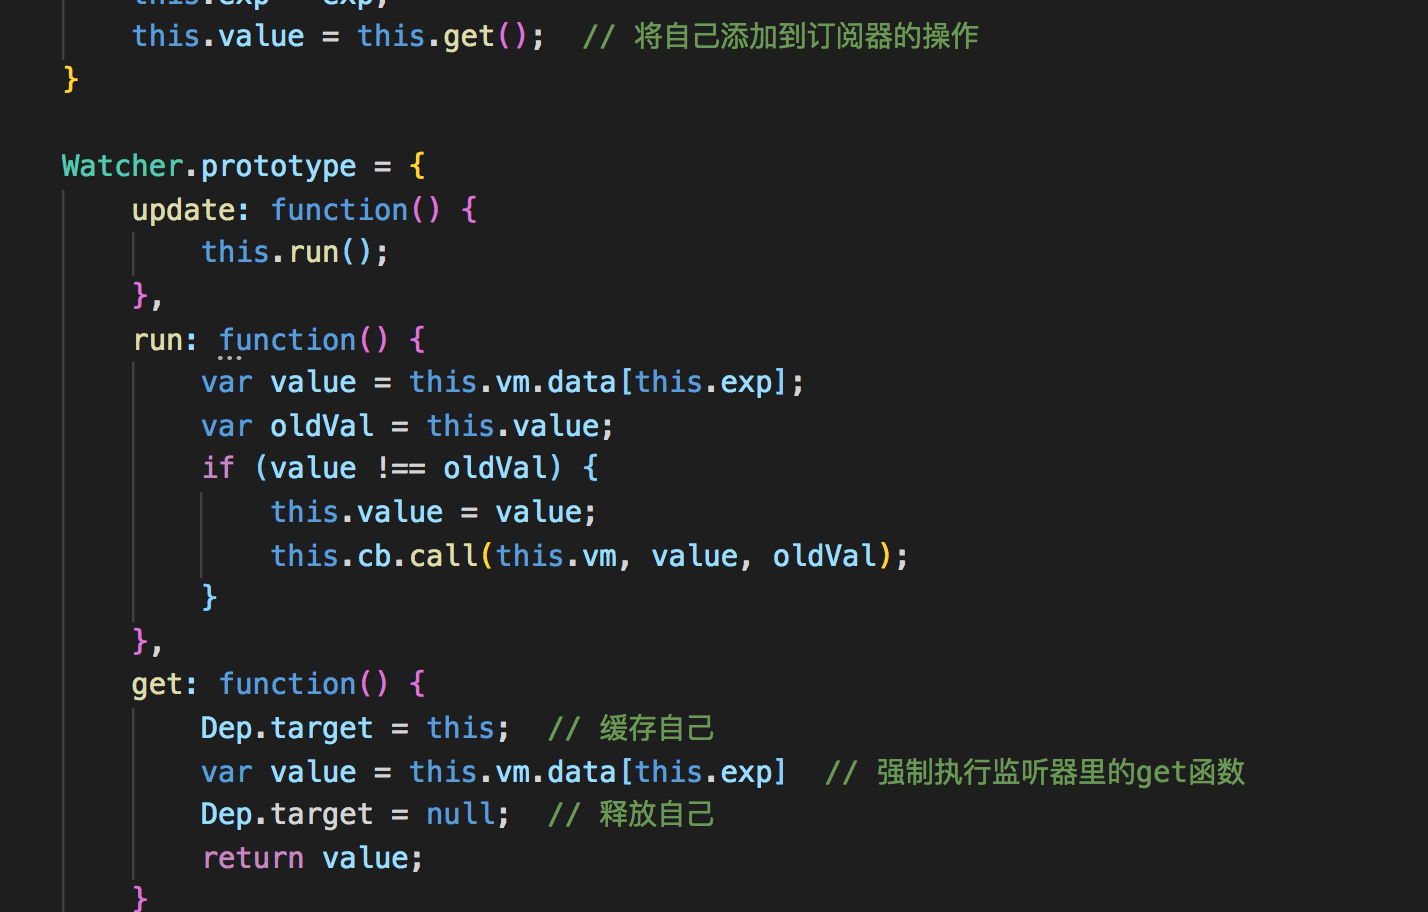 this.exp = exp;
this.value = this.get();  // 将自己添加到订阅器的操作
}
Watcher.prototype = {
update: function() {
this.run();
},
run: function() {
var value = this.vm.data[this.exp];
var oldVal = this.value;
if (value !== oldVal) {
this.value = value;
this.cb.call(this.vm, value, oldVal);
}
},
get: function() {
Dep.target = this;  // 缓存自己
var value = this.vm.data[this.exp]  // 强制执行监听器里的get函数
Dep.target = null;  // 释放自己
return value;
}